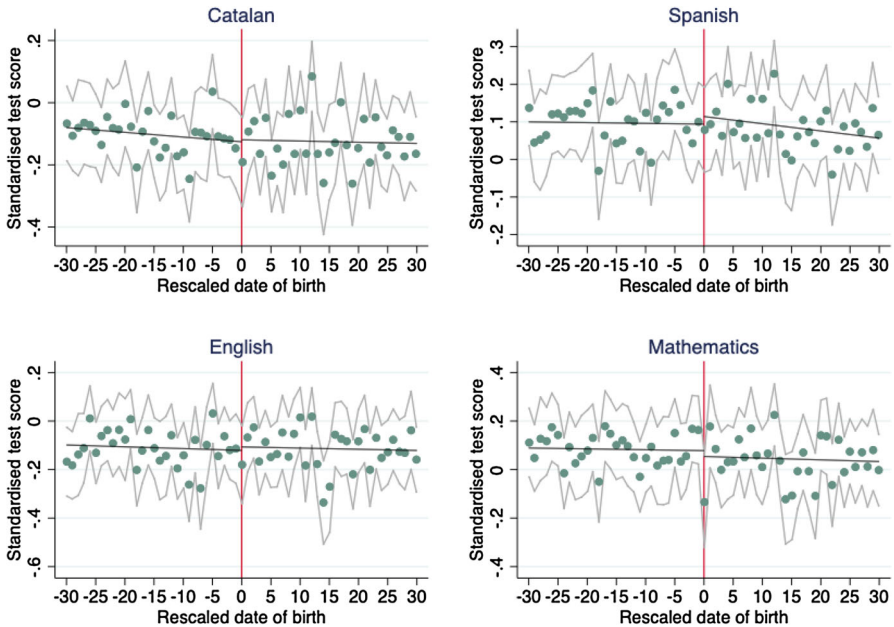 Catalan
Standardised test score
.2
0
-.2
-.4
-30 -25 -20 -15 -10 -5 0 5 10 15 20 25 30
Rescaled date of birth
Spanish
Standardised test score
.3
.2
.1
0
-.1
-.2
-30 -25 -20 -15 -10 -5 0 5 10 15 20 25 30
Rescaled date of birth
English
Standardised test score
.2
0
-.2
-.4
-.6
-30 -25 -20 -15 -10 -5 0 5 10 15 20 25 30
Rescaled date of birth
Mathematics
Standardised test score
.4
.2
0
-.2
-.4
-30 -25 -20 -15 -10 -5 0 5 10 15 20 25 30
Rescaled date of birth